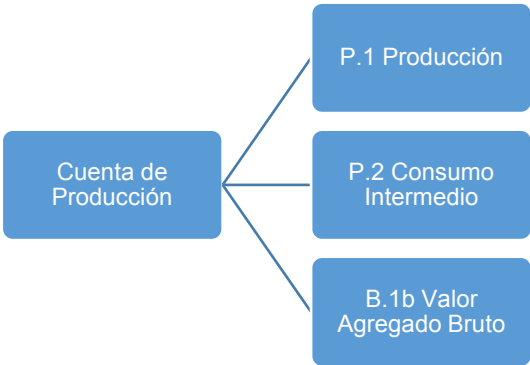 Cuenta de
Producción
P.1 Producción
P.2 Consumo
Intermedio
B.1b Valor
Agregado Bruto